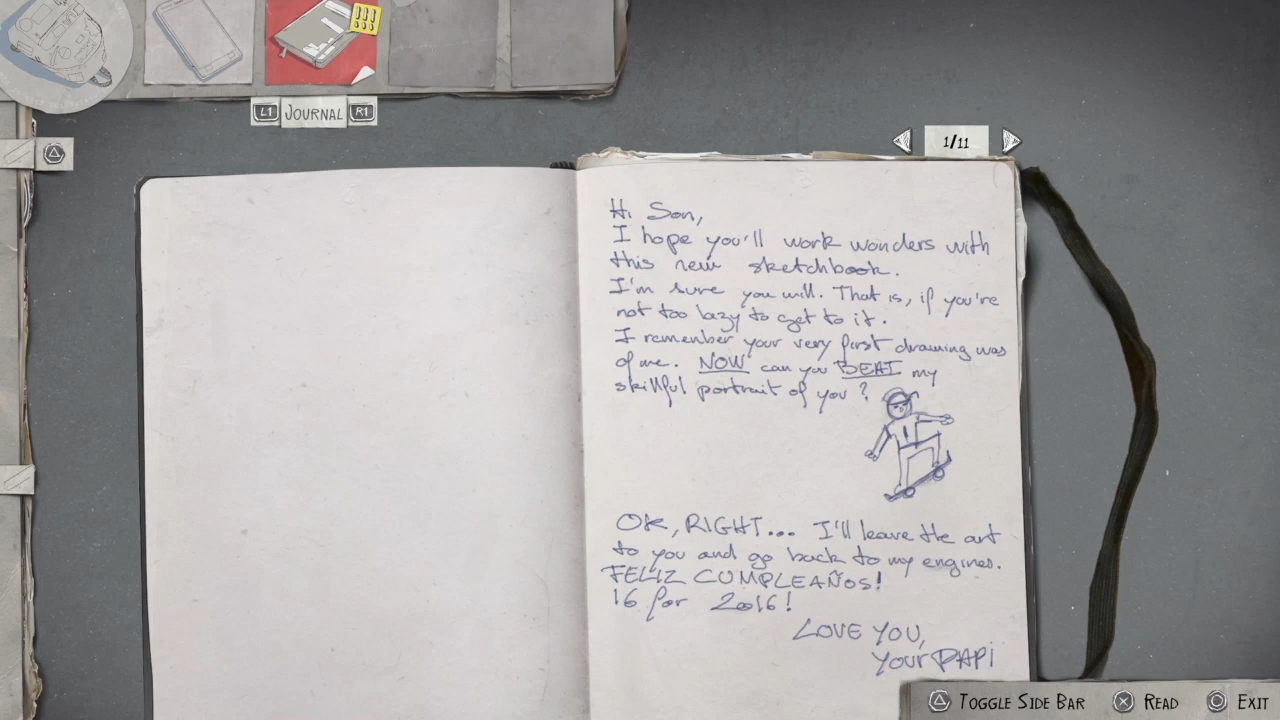 L1 JOURNAL R1
1/11
Hi Son,
I hope you'll work wonders with
this new sketchbook.
I'm sure you will. That is, if you're
not too lazy to get to it.
I remember your very first drawing was
of me. NOW can you BEAT my
skillful portrait of you?
OK, RIGHT... I'll leave the art
to you and go back to my engines.
FELIZ CUMPLEAÑOS!
16 for 2016!
LOVE YOU,
Your PAPI
TOGGLE SIDE BAR READ EXIT